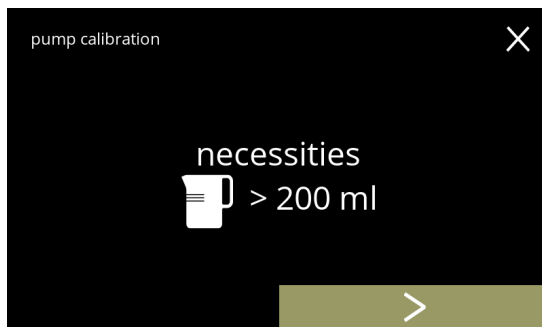 pump calibration
necessities
> 200 ml